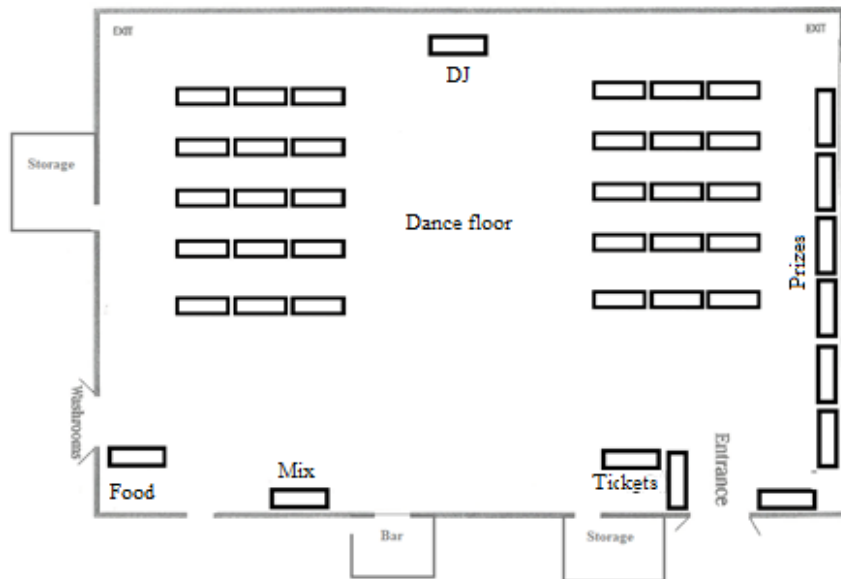 EXIT
EXIT
DJ
Storage
Dance floor
Prizes
Washrooms
Entrance
Food
Mix
Tickets
Bar
Storage